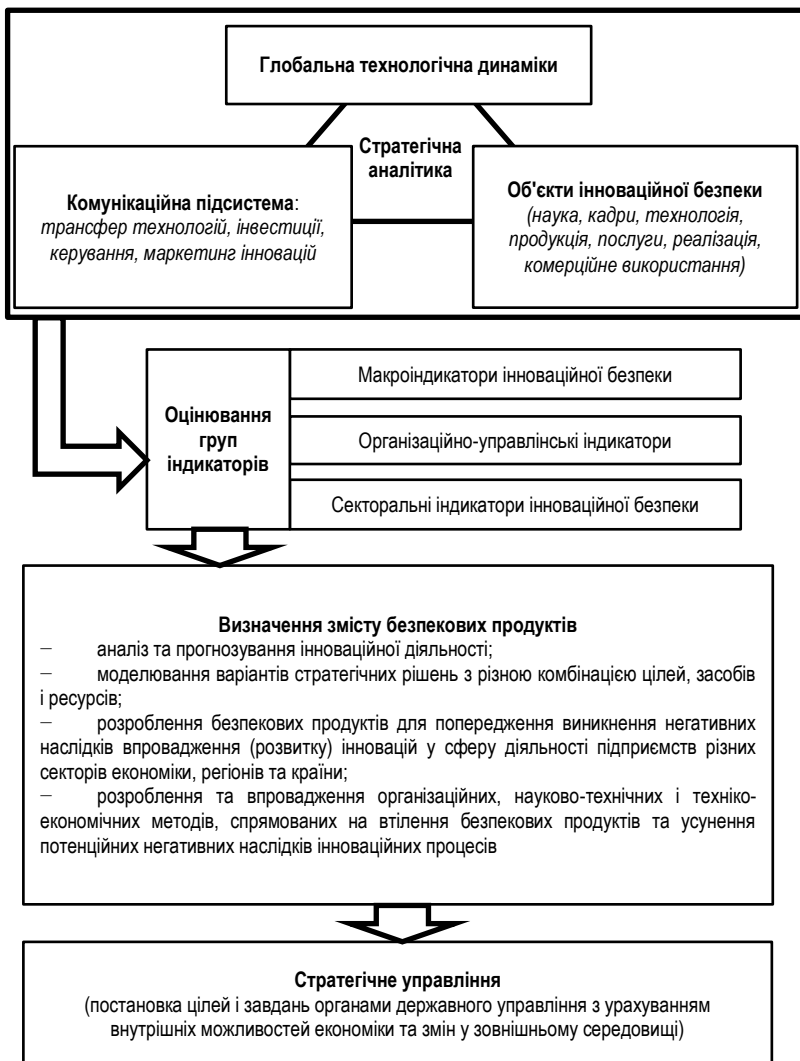 Глобальна технологічна динаміки
Стратегічна
аналітика
Комунікаційна підсистема:
трансфер технологій, інвестиції,
керування, маркетинг інновацій
Об'єкти інноваційної безпеки
(наука, кадри, технологія,
продукція, послуги, реалізація,
комерційне використання)
Оцінювання
груп
індикаторів
Макроіндикатори інноваційної безпеки
Організаційно-управлінські індикатори
Секторальні індикатори інноваційної безпеки
Визначення змісту безпекових продуктів
— аналіз та прогнозування інноваційної діяльності;
— моделювання варіантів стратегічних рішень з різною комбінацією цілей, засобів
і ресурсів;
— розроблення безпекових продуктів для попередження виникнення негативних
наслідків впровадження (розвитку) інновацій у сферу діяльності підприємств різних
секторів економіки, регіонів та країни;
— розроблення та впровадження організаційних, науково-технічних і техніко-
економічних методів, спрямованих на втілення безпекових продуктів та усунення
потенційних негативних наслідків інноваційних процесів
Стратегічне управління
(постановка цілей і завдань органами державного управління з урахуванням
внутрішніх можливостей економіки та змін у зовнішньому середовищі)